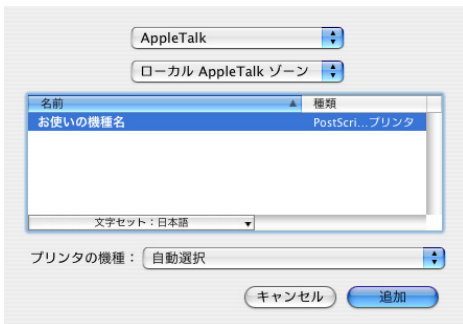 AppleTalk
ローカル AppleTalk ゾーン
名前 種類
お使いの機種名 PostScri...プリンタ
文字セット：日本語
プリンタの機種： 自動選択
キャンセル 追加